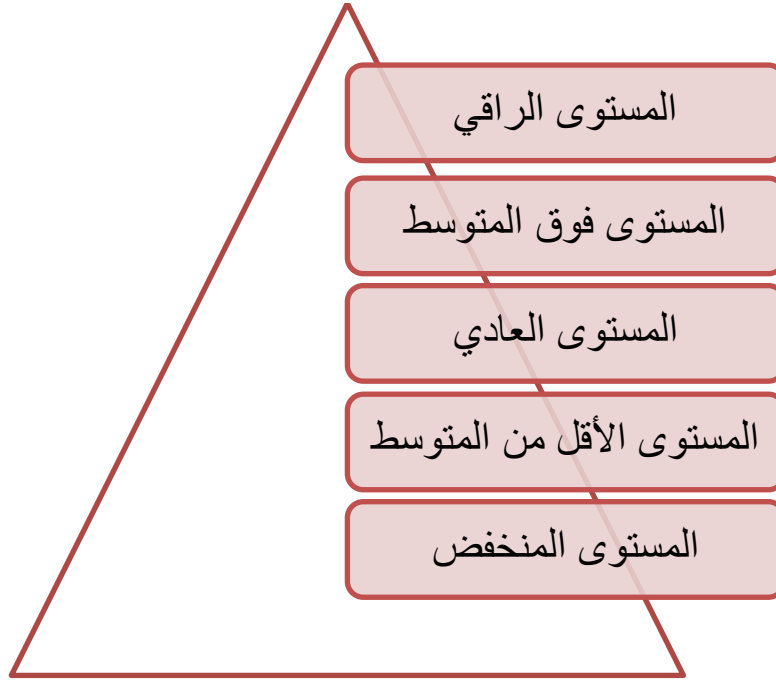 المستوى الراقي
المستوى فوق المتوسط
المستوى العادي
المستوى الأقل من المتوسط
المستوى المنخفض